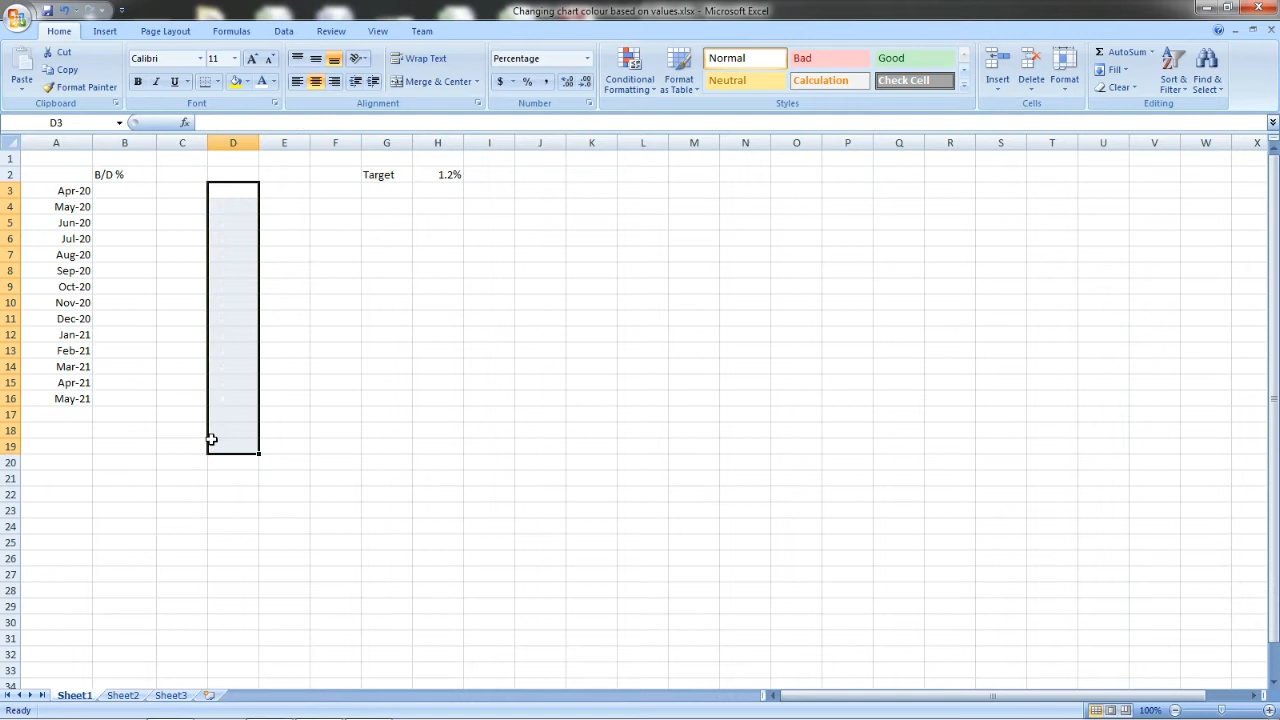 Changing chart colour based on values.xlsx - Microsoft Excel
Home Insert Page Layout Formulas Data Review View Team
Paste
Cut
Copy
Format Painter
Clipboard
Calibri 11
B I U
Font
Wrap Text
Merge & Center
Alignment
Percentage
$ % ,
Number
Conditional Formatting
Format as Table
Normal Bad Good
Neutral Calculation Check Cell
Styles
Insert Delete Format
Cells
AutoSum
Fill
Clear
Sort & Filter
Find & Select
Editing
D3 fx
A B C D E F G H I J K L M N O P Q R S T U V W X
1
2 B/D % Target 1.2%
3 Apr-20
4 May-20
5 Jun-20
6 Jul-20
7 Aug-20
8 Sep-20
9 Oct-20
10 Nov-20
11 Dec-20
12 Jan-21
13 Feb-21
14 Mar-21
15 Apr-21
16 May-21
17
18
19
20
21
22
23
24
25
26
27
28
29
30
31
32
33
34
Sheet1 Sheet2 Sheet3
Ready 100%